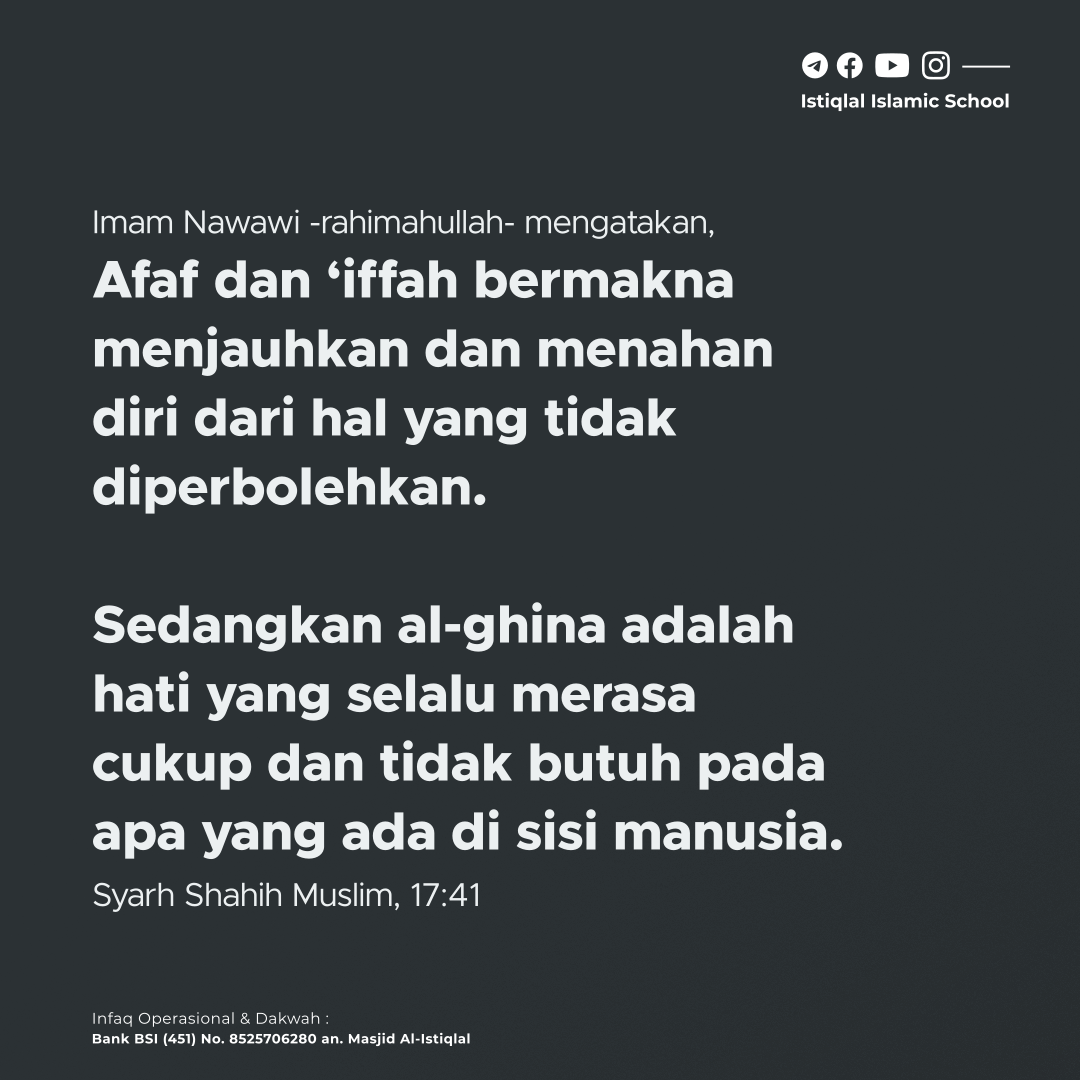 Istiqlal Islamic School
Imam Nawawi -rahimahullah- mengatakan,
Afaf dan ‘iffah bermakna
menjauhkan dan menahan
diri dari hal yang tidak
diperbolehkan.
Sedangkan al-ghina adalah
hati yang selalu merasa
cukup dan tidak butuh pada
apa yang ada di sisi manusia.
Syarh Shahih Muslim, 17:41
Infaq Operasional & Dakwah :
Bank BSI (451) No. 8525706280 an. Masjid Al-Istiqlal